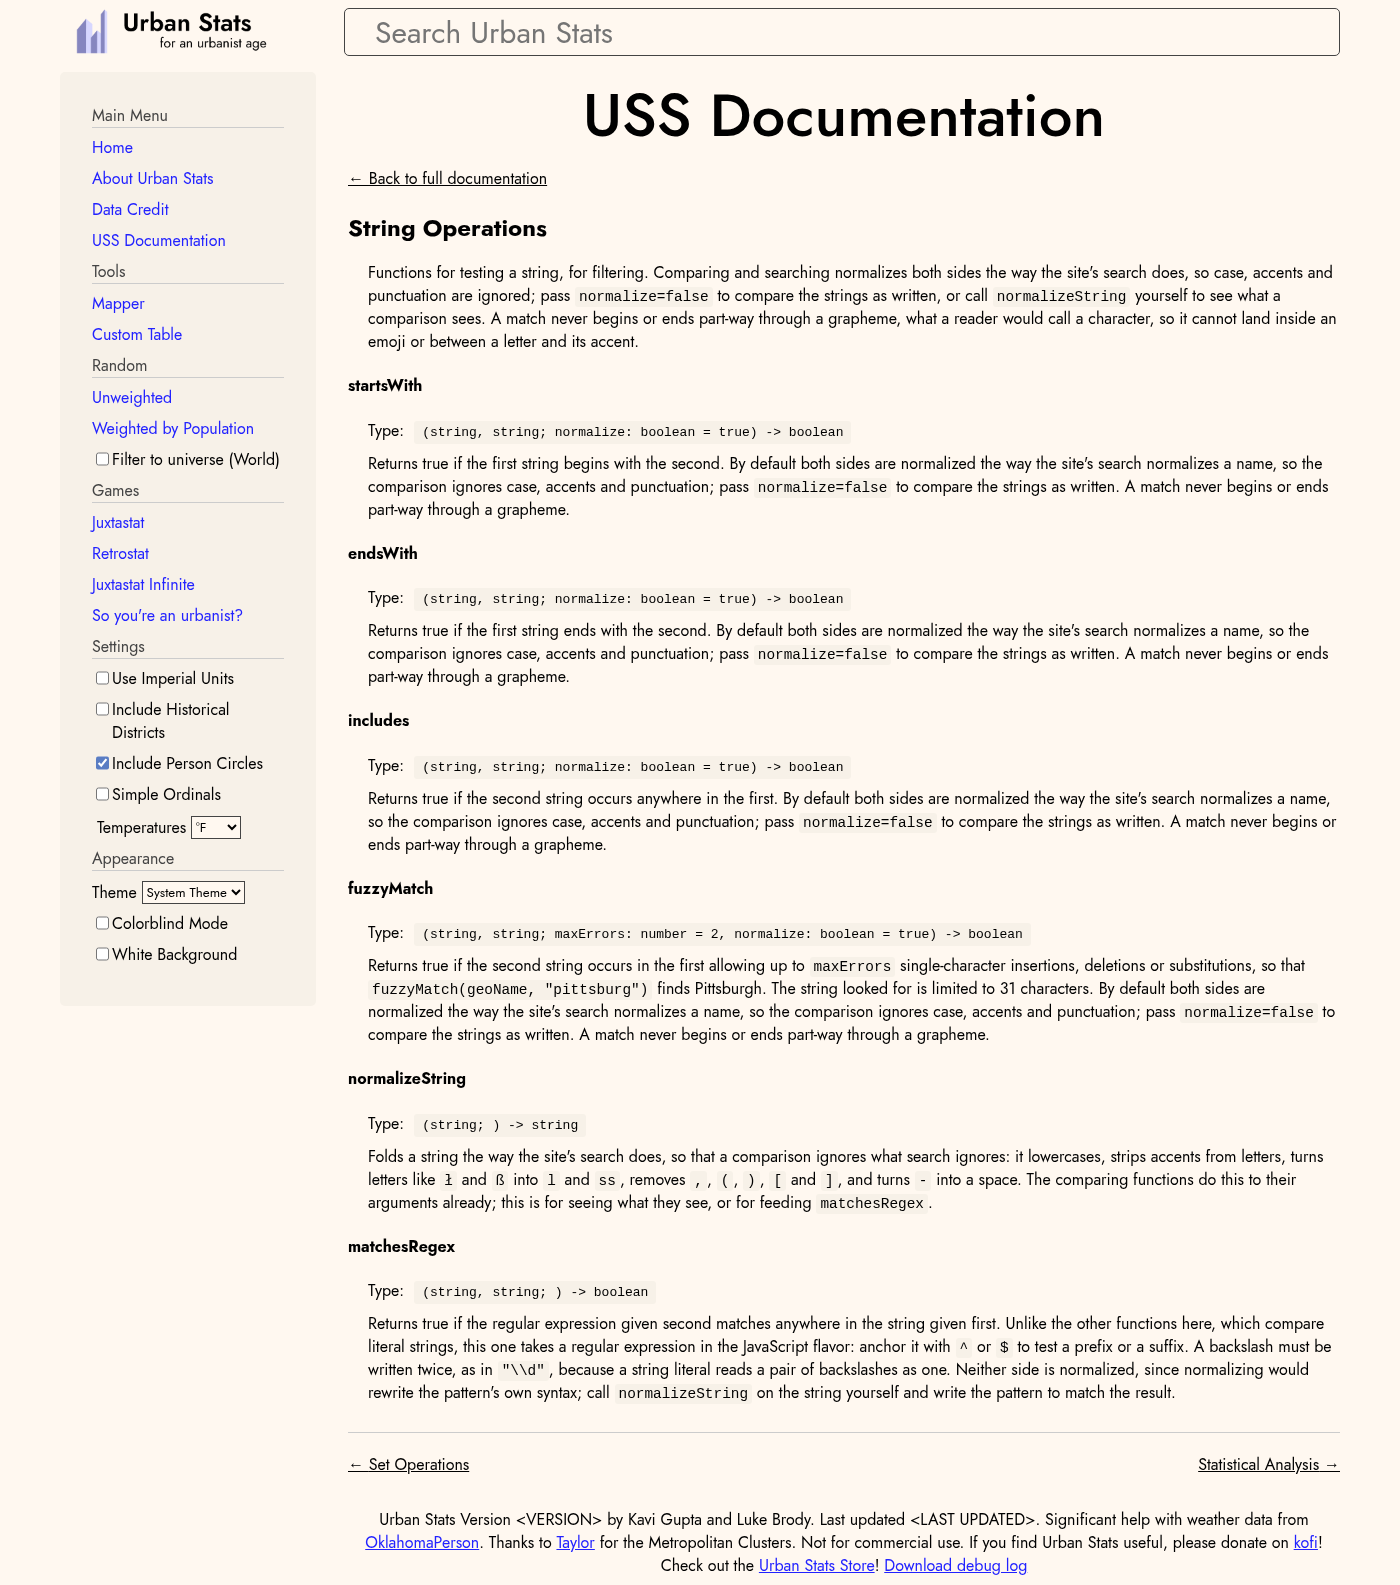 Urban Stats
for an urbanist age
Search Urban Stats
Main Menu
Home
About Urban Stats
Data Credit
USS Documentation
Tools
Mapper
Custom Table
Random
Unweighted
Weighted by Population
Filter to universe (World)
Games
Juxtastat
Retrostat
Juxtastat Infinite
So you're an urbanist?
Settings
Use Imperial Units
Include Historical
Districts
Include Person Circles
Simple Ordinals
Temperatures °F
Appearance
Theme System Theme
Colorblind Mode
White Background
USS Documentation
← Back to full documentation
String Operations
Functions for testing a string, for filtering. Comparing and searching normalizes both sides the way the site's search does, so case, accents and
punctuation are ignored; pass normalize=false to compare the strings as written, or call normalizeString yourself to see what a
comparison sees. A match never begins or ends part-way through a grapheme, what a reader would call a character, so it cannot land inside an
emoji or between a letter and its accent.
startsWith
Type: (string, string; normalize: boolean = true) -> boolean
Returns true if the first string begins with the second. By default both sides are normalized the way the site's search normalizes a name, so the
comparison ignores case, accents and punctuation; pass normalize=false to compare the strings as written. A match never begins or ends
part-way through a grapheme.
endsWith
Type: (string, string; normalize: boolean = true) -> boolean
Returns true if the first string ends with the second. By default both sides are normalized the way the site's search normalizes a name, so the
comparison ignores case, accents and punctuation; pass normalize=false to compare the strings as written. A match never begins or ends
part-way through a grapheme.
includes
Type: (string, string; normalize: boolean = true) -> boolean
Returns true if the second string occurs anywhere in the first. By default both sides are normalized the way the site's search normalizes a name,
so the comparison ignores case, accents and punctuation; pass normalize=false to compare the strings as written. A match never begins or
ends part-way through a grapheme.
fuzzyMatch
Type: (string, string; maxErrors: number = 2, normalize: boolean = true) -> boolean
Returns true if the second string occurs in the first allowing up to maxErrors single-character insertions, deletions or substitutions, so that
fuzzyMatch(geoName, "pittsburg") finds Pittsburgh. The string looked for is limited to 31 characters. By default both sides are
normalized the way the site's search normalizes a name, so the comparison ignores case, accents and punctuation; pass normalize=false to
compare the strings as written. A match never begins or ends part-way through a grapheme.
normalizeString
Type: (string; ) -> string
Folds a string the way the site's search does, so that a comparison ignores what search ignores: it lowercases, strips accents from letters, turns
letters like ł and ß into l and ss, removes ,, (, ), [ and ], and turns - into a space. The comparing functions do this to their
arguments already; this is for seeing what they see, or for feeding matchesRegex.
matchesRegex
Type: (string, string; ) -> boolean
Returns true if the regular expression given second matches anywhere in the string given first. Unlike the other functions here, which compare
literal strings, this one takes a regular expression in the JavaScript flavor: anchor it with ^ or $ to test a prefix or a suffix. A backslash must be
written twice, as in "\\d", because a string literal reads a pair of backslashes as one. Neither side is normalized, since normalizing would
rewrite the pattern's own syntax; call normalizeString on the string yourself and write the pattern to match the result.
← Set Operations
Statistical Analysis →
Urban Stats Version <VERSION> by Kavi Gupta and Luke Brody. Last updated <LAST UPDATED>. Significant help with weather data from
OklahomaPerson. Thanks to Taylor for the Metropolitan Clusters. Not for commercial use. If you find Urban Stats useful, please donate on kofi!
Check out the Urban Stats Store! Download debug log